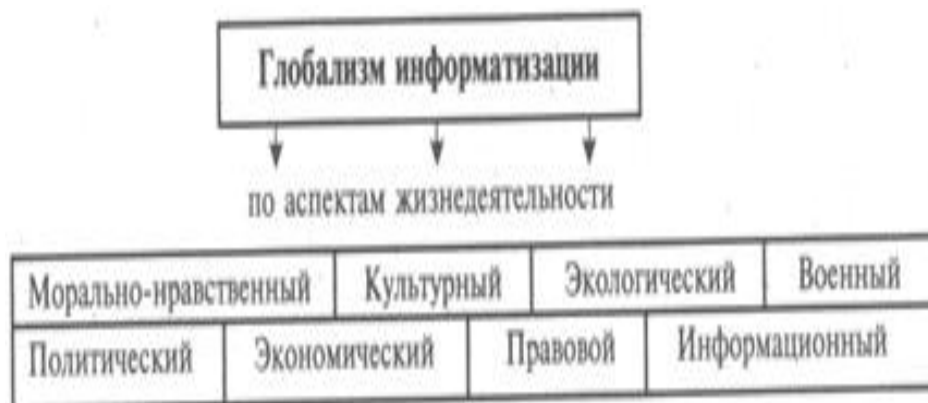 Глобализм информатизации
по аспектам жизнедеятельности
Морально-нравственный Культурный Экологический Военный
Политический Экономический Правовой Информационный